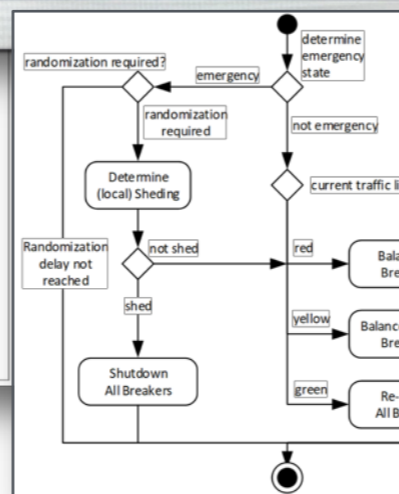 determine
emergency
state
randomization required?
emergency
randomization
required
not emergency
Determine
(local) Sheding
current traffic
Randomization
delay not
reached
not shed
red
shed
yellow
Shutdown
All Breakers
green
All